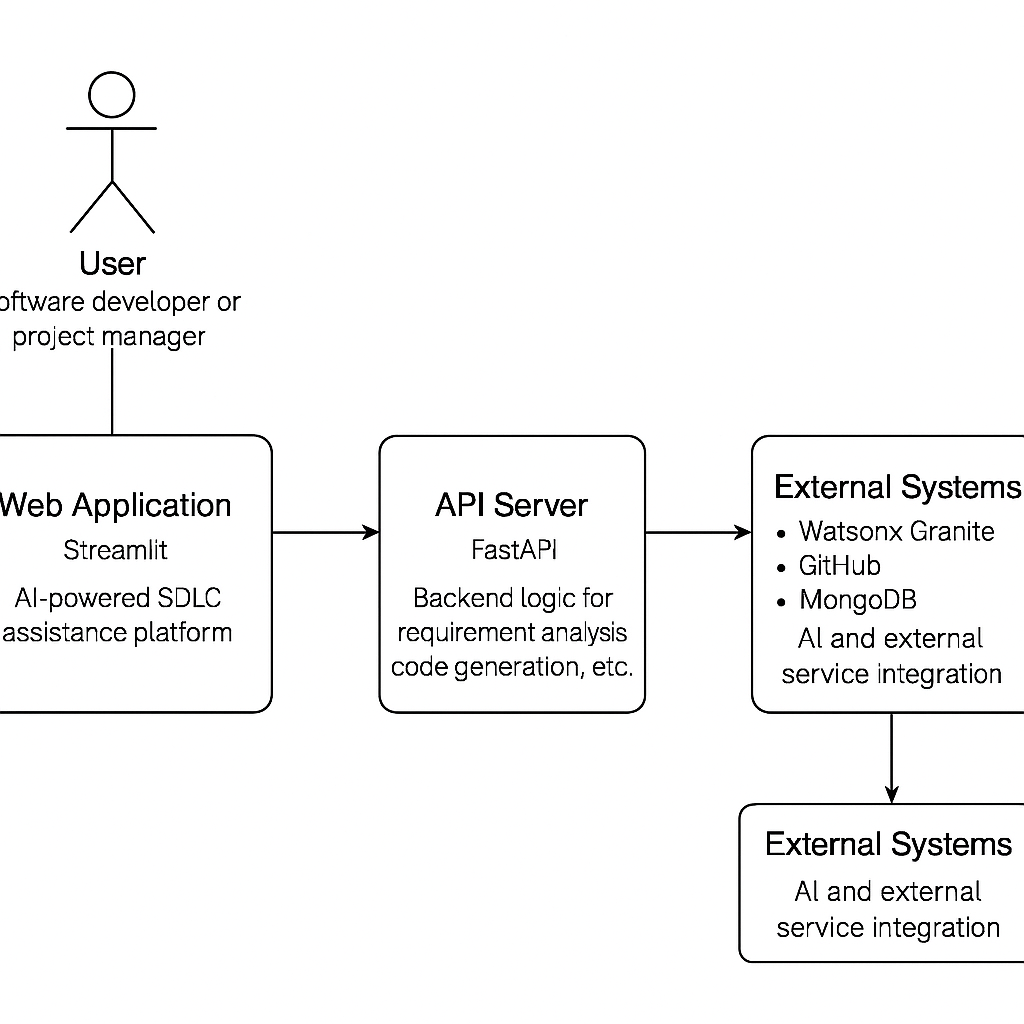 User
oftware developer or
project manager
Web Application
Streamlit
AI-powered SDLC
assistance platform
API Server
FastAPI
Backend logic for
requirement analysis
code generation, etc.
External Systems
• Watsonx Granite
• GitHub
• MongoDB
AI and external
service integration
External Systems
AI and external
service integration